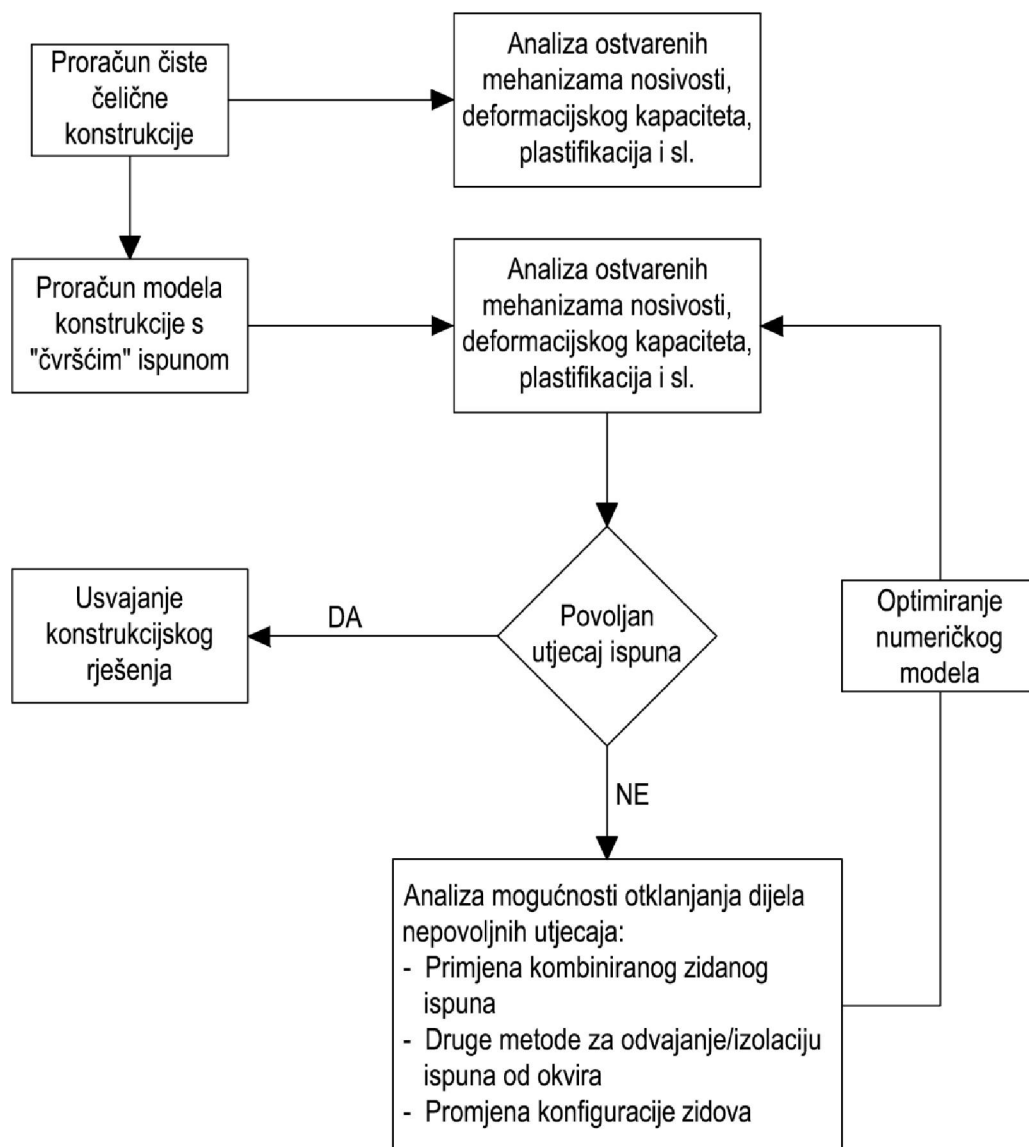 Proračun čiste
čelične
konstrukcije
Analiza ostvarenih
mehanizama nosivosti,
deformacijskog kapaciteta,
plastifikacija i sl.
Proračun modela
konstrukcije s
"čvršćim" ispunom
Analiza ostvarenih
mehanizama nosivosti,
deformacijskog kapaciteta,
plastifikacija i sl.
Usvajanje
konstrukcijskog
rješenja
DA
Povoljan
utjecaj ispuna
Optimiranje
numeričkog
modela
NE
Analiza mogućnosti otklanjanja dijela
nepovoljnih utjecaja:
- Primjena kombiniranog zidanog
ispuna
- Druge metode za odvajanje/izolaciju
ispuna od okvira
- Promjena konfiguracije zidova